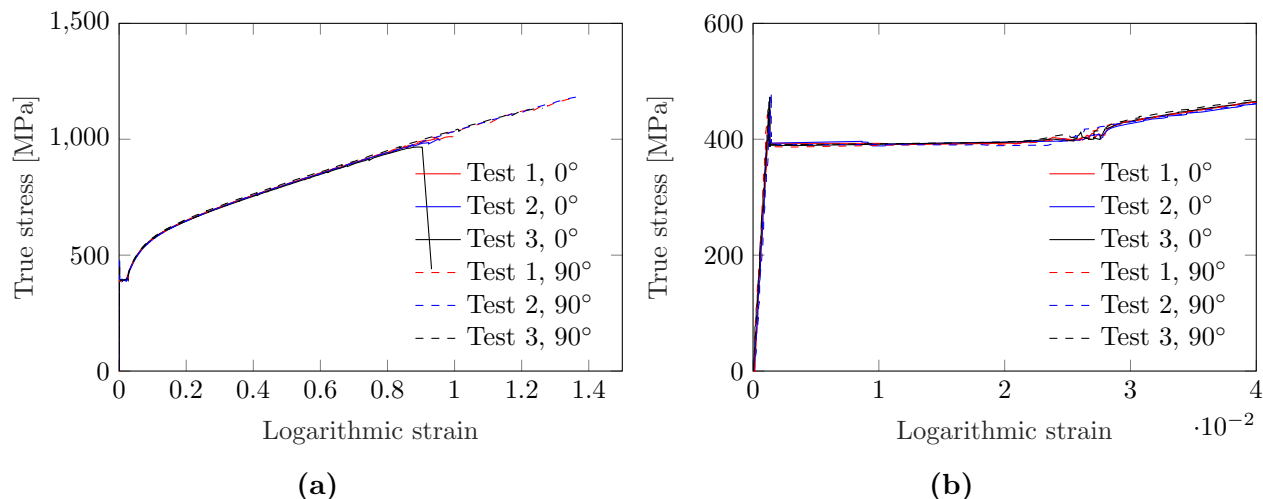 1,500
1,000
500
0
True stress [MPa]
0 0.2 0.4 0.6 0.8 1 1.2 1.4
Logarithmic strain
Test 1, 0°
Test 2, 0°
Test 3, 0°
Test 1, 90°
Test 2, 90°
Test 3, 90°
(a)
600
400
200
0
True stress [MPa]
0 1 2 3 4
Logarithmic strain
·10⁻²
Test 1, 0°
Test 2, 0°
Test 3, 0°
Test 1, 90°
Test 2, 90°
Test 3, 90°
(b)